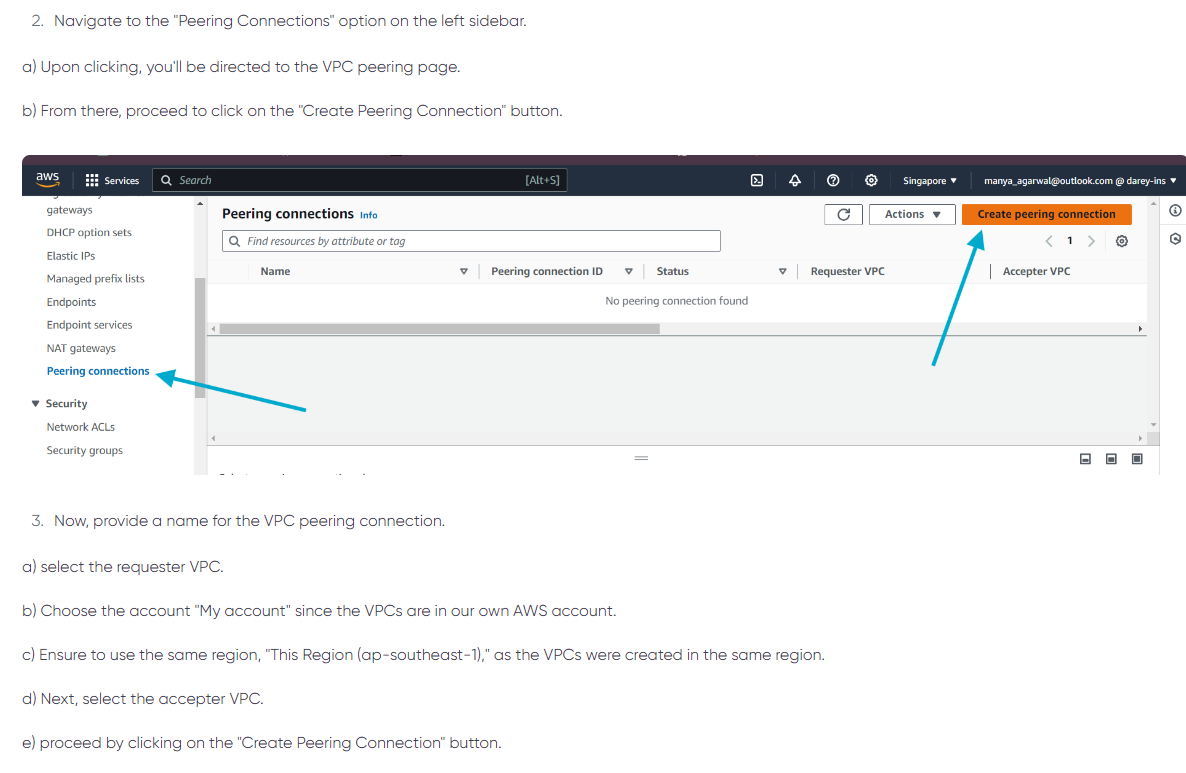 2. Navigate to the "Peering Connections" option on the left sidebar.
a) Upon clicking, you'll be directed to the VPC peering page.
b) From there, proceed to click on the "Create Peering Connection" button.
aws Services Search [Alt+S] Singapore manya_agarwal@outlook.com @ darey-ins
gateways
DHCP option sets
Elastic IPs
Managed prefix lists
Endpoints
Endpoint services
NAT gateways
Peering connections
Security
Network ACLs
Security groups
Peering connections Info Actions Create peering connection
Find resources by attribute or tag 1
Name Peering connection ID Status Requester VPC Accepter VPC
No peering connection found
3. Now, provide a name for the VPC peering connection.
a) select the requester VPC.
b) Choose the account "My account" since the VPCs are in our own AWS account.
c) Ensure to use the same region, "This Region (ap-southeast-1)," as the VPCs were created in the same region.
d) Next, select the accepter VPC.
e) proceed by clicking on the "Create Peering Connection" button.